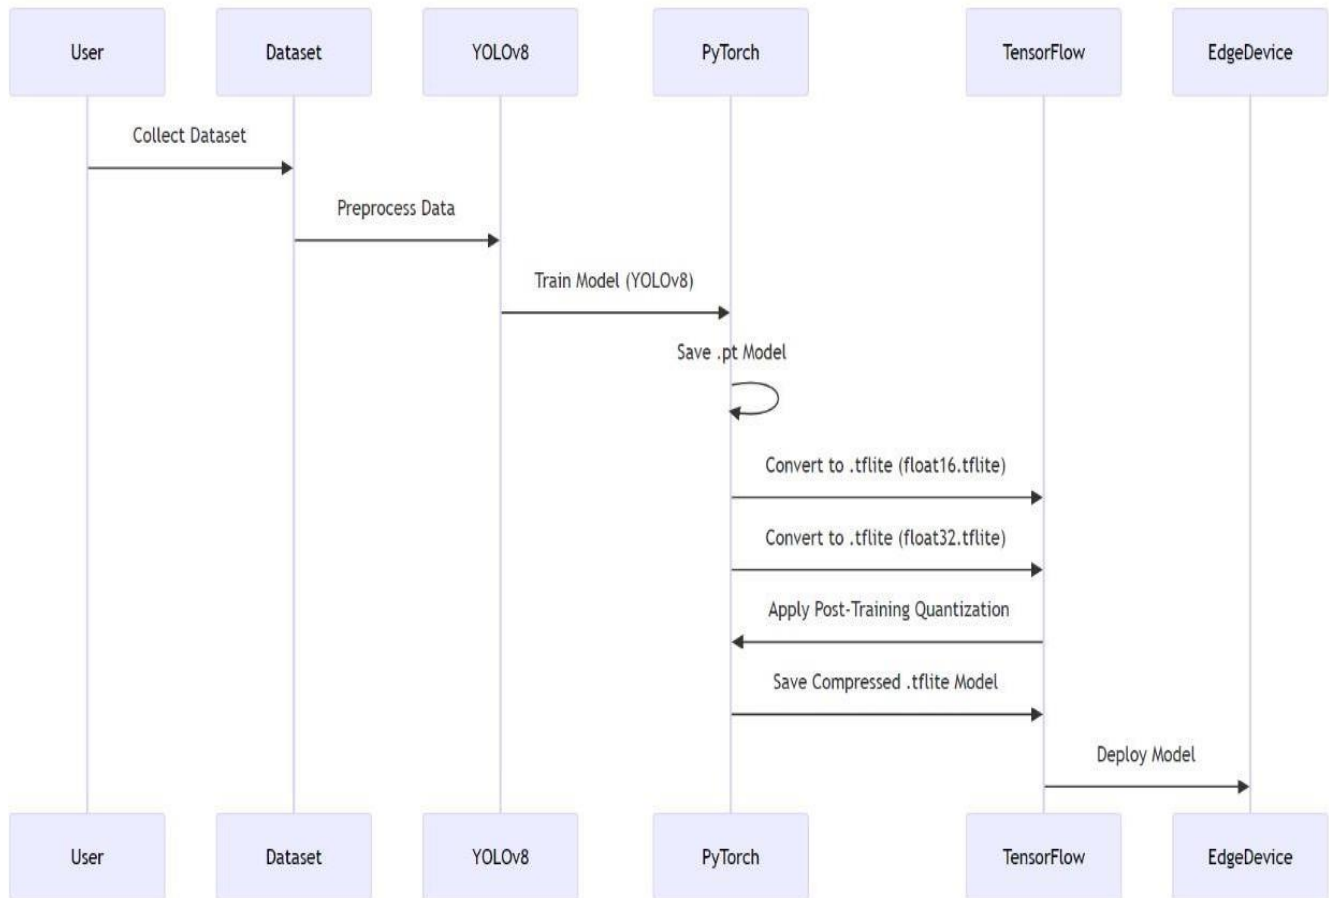 User
Dataset
YOLOv8
PyTorch
TensorFlow
EdgeDevice
Collect Dataset
Preprocess Data
Train Model (YOLOv8)
Save .pt Model
Convert to .tflite (float16.tflite)
Convert to .tflite (float32.tflite)
Apply Post-Training Quantization
Save Compressed .tflite Model
Deploy Model
User
Dataset
YOLOv8
PyTorch
TensorFlow
EdgeDevice